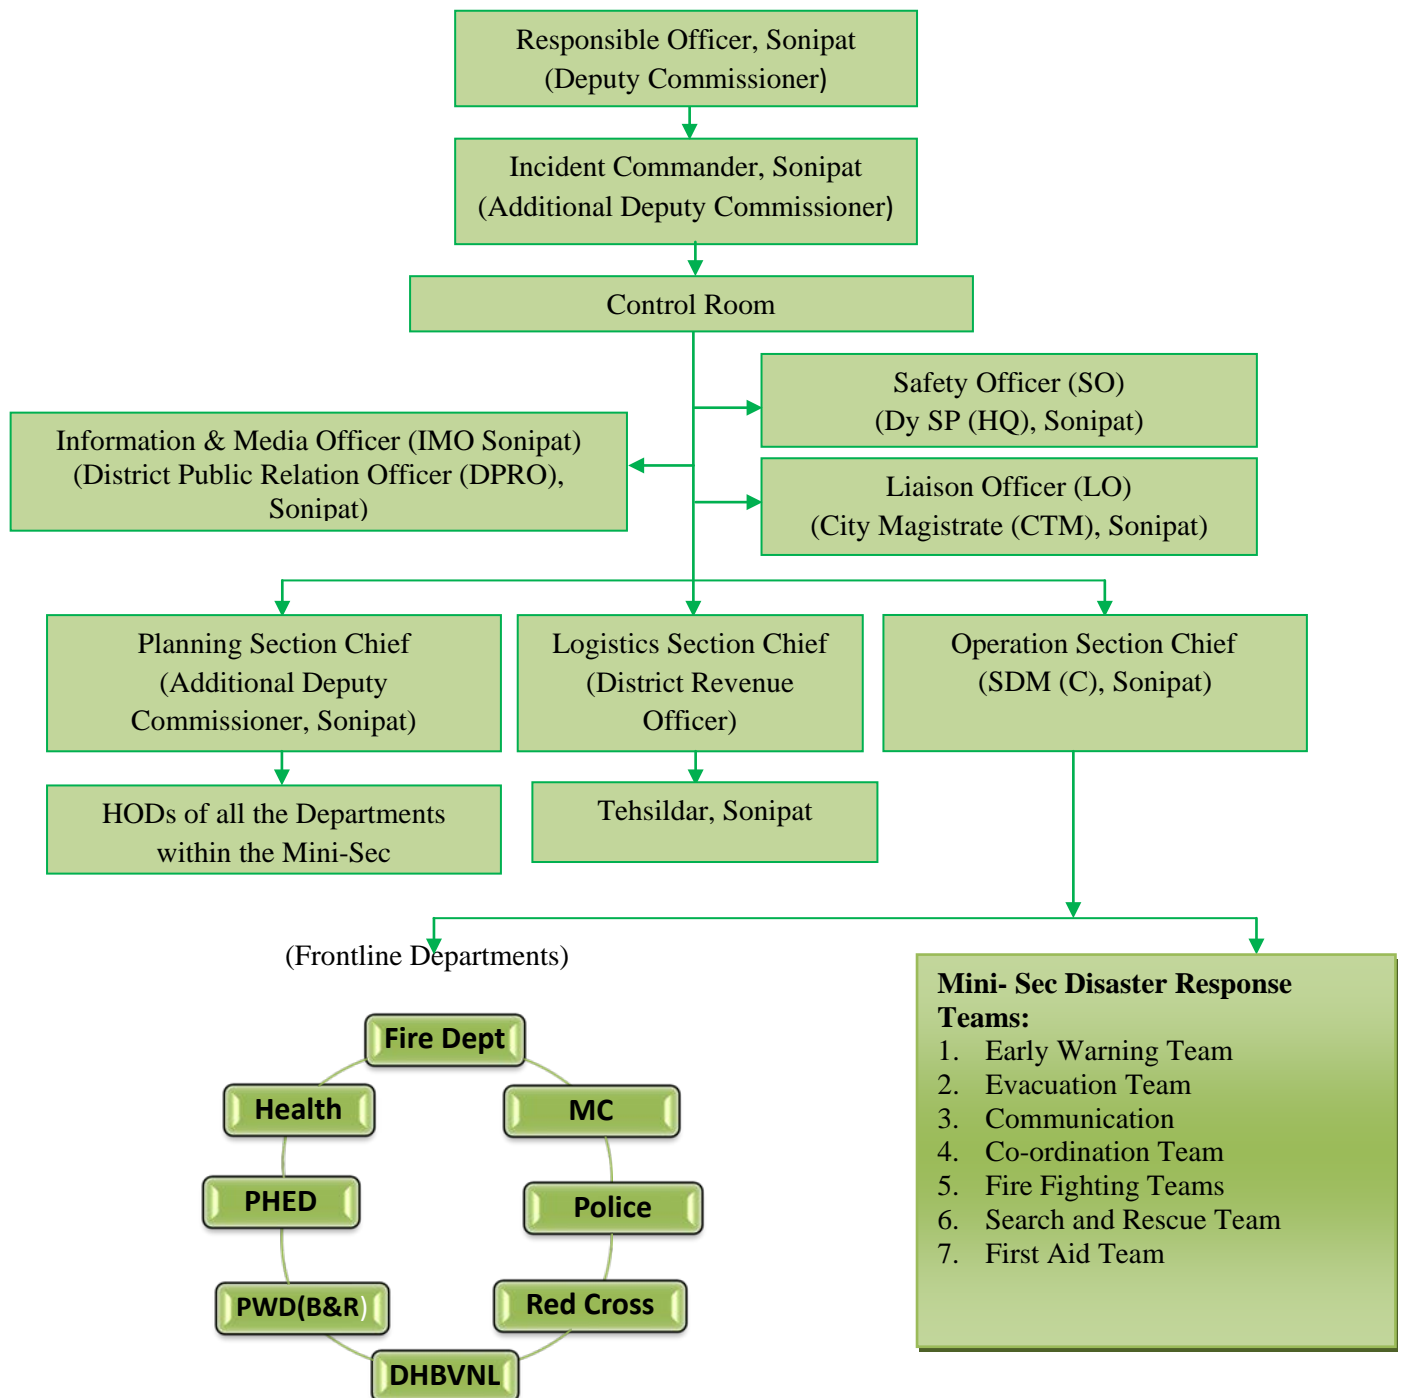 Responsible Officer, Sonipat
(Deputy Commissioner)
Incident Commander, Sonipat
(Additional Deputy Commissioner)
Control Room
Safety Officer (SO)
(Dy SP (HQ), Sonipat)
Information & Media Officer (IMO Sonipat)
(District Public Relation Officer (DPRO),
Sonipat)
Liaison Officer (LO)
(City Magistrate (CTM), Sonipat)
Planning Section Chief
(Additional Deputy
Commissioner, Sonipat)
Logistics Section Chief
(District Revenue
Officer)
Operation Section Chief
(SDM (C), Sonipat)
HODs of all the Departments
within the Mini-Sec
Tehsildar, Sonipat
(Frontline Departments)
Fire Dept
MC
Police
Red Cross
DHBVNL
PWD(B&R)
PHED
Health
Mini- Sec Disaster Response
Teams:
1. Early Warning Team
2. Evacuation Team
3. Communication
4. Co-ordination Team
5. Fire Fighting Teams
6. Search and Rescue Team
7. First Aid Team